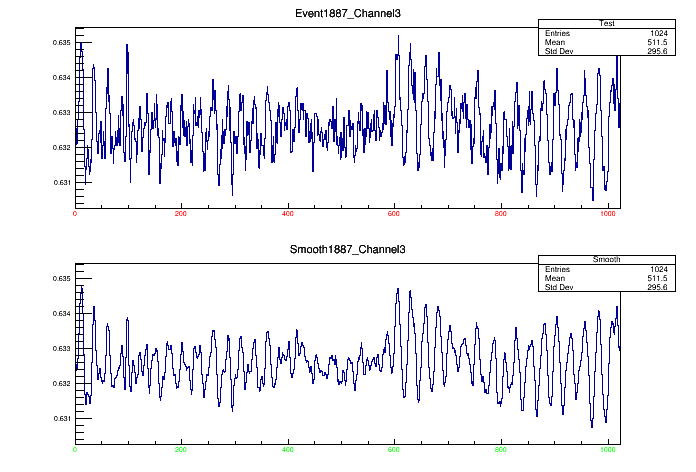 Event1887_Channel3
Test
Entries 1024
Mean 511.5
Std Dev 295.6
0.635
0.634
0.633
0.632
0.631
0 200 400 600 800 1000
Smooth1887_Channel3
Smooth
Entries 1024
Mean 511.5
Std Dev 295.6
0.635
0.634
0.633
0.632
0.631
0 200 400 600 800 1000